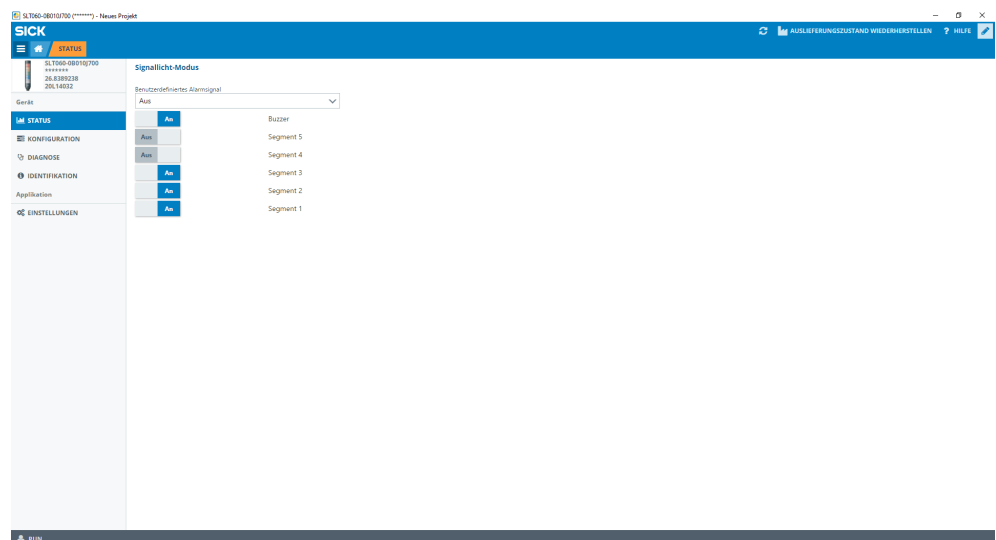 SLT060-0B010J700 (*******) - Neues Projekt
SICK
AUSLIEFERUNGSZUSTAND WIEDERHERSTELLEN
? HILFE
STATUS
SLT060-0B010J700
*******
26.8389238
20L14032
Gerät
STATUS
KONFIGURATION
DIAGNOSE
IDENTIFIKATION
Applikation
EINSTELLUNGEN
Signallicht-Modus
Benutzerdefiniertes Alarmsignal
Aus
An Buzzer
Aus Segment 5
Aus Segment 4
An Segment 3
An Segment 2
An Segment 1
RUN